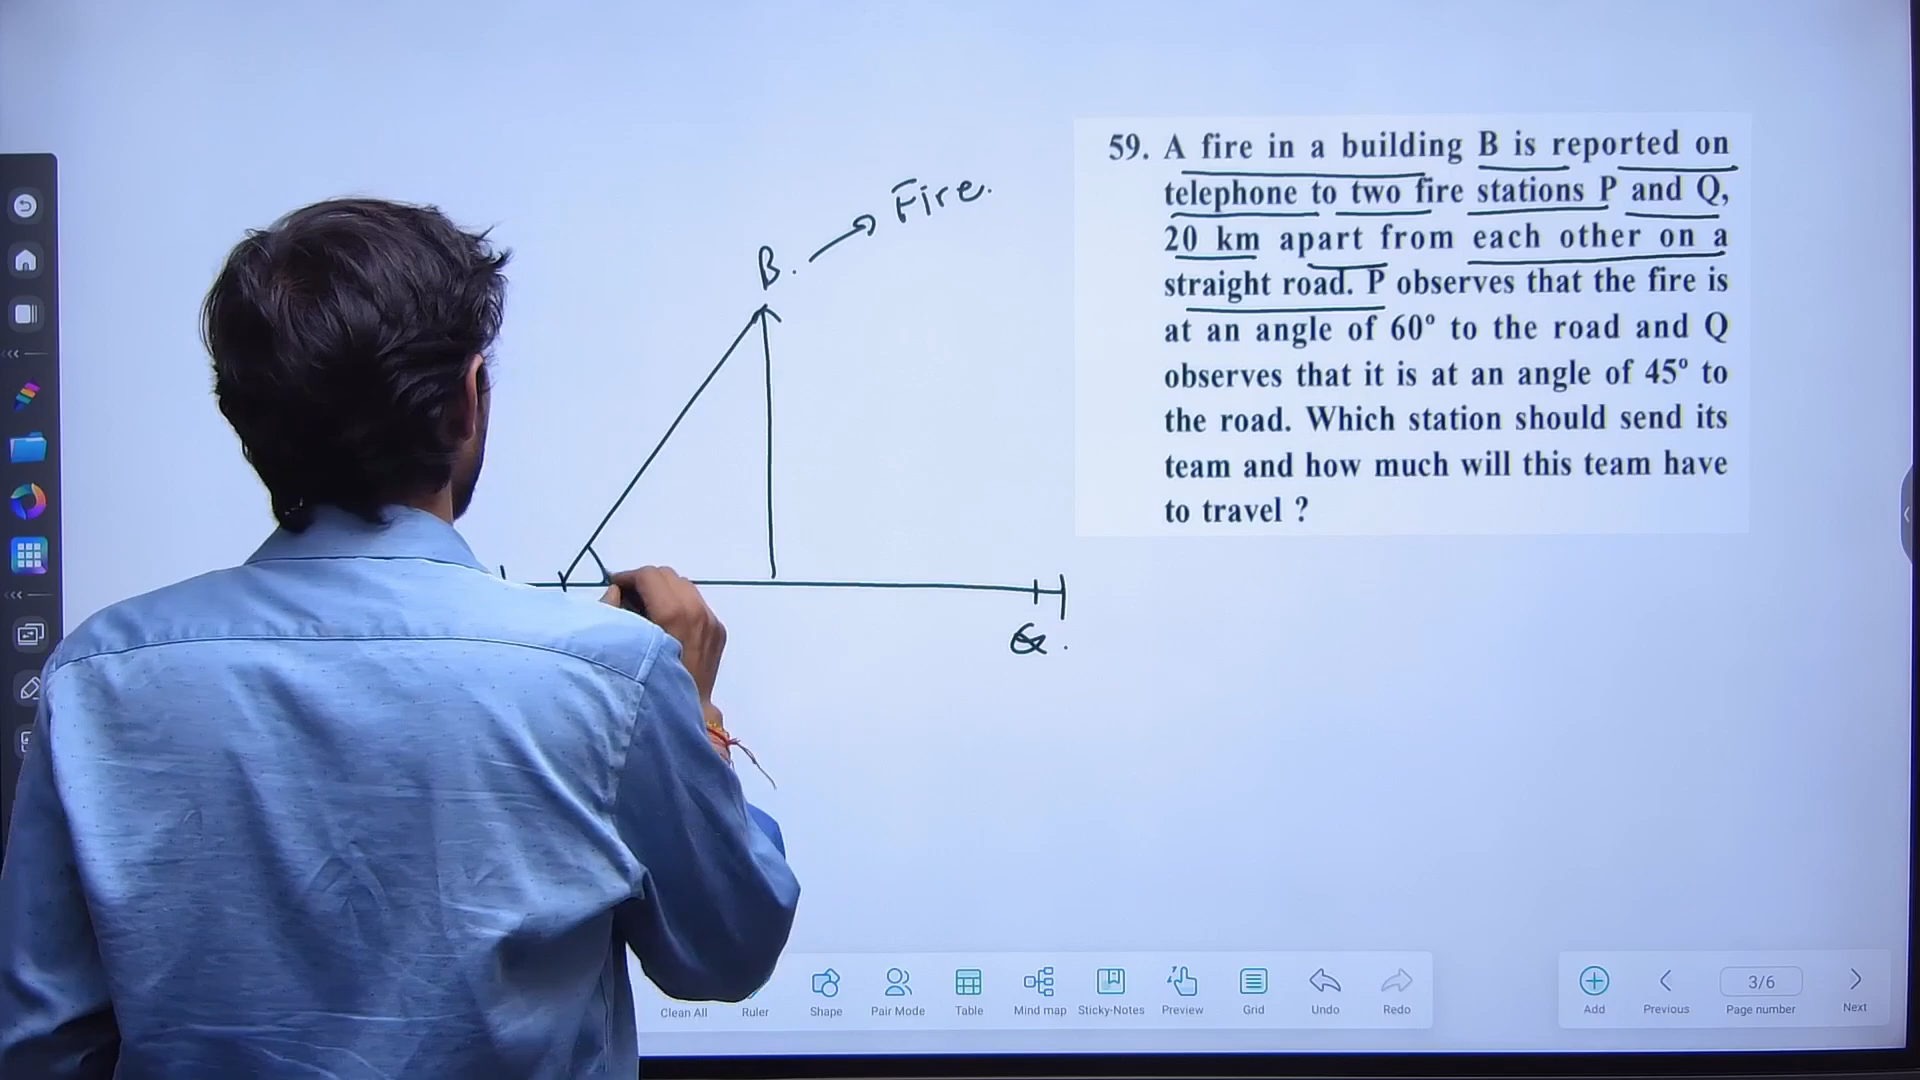 59. A fire in a building B is reported on
telephone to two fire stations P and Q,
20 km apart from each other on a
straight road. P observes that the fire is
at an angle of 60° to the road and Q
observes that it is at an angle of 45° to
the road. Which station should send its
team and how much will this team have
to travel ?
Fire.
B.
Q.
Clean All
Ruler
Shape
Pair Mode
Table
Mind map
Sticky-Notes
Preview
Grid
Undo
Redo
Add
Previous
3/6
Page number
Next